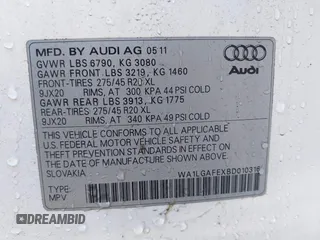 MFD. BY AUDI AG 05 11
GVWR LBS 6790, KG 3080
GAWR FRONT LBS 3219, KG 1460
FRONT-TIRES 275/45 R20 XL
9JX20 RIMS, AT 300 KPA 44 PSI COLD
GAWR REAR LBS 3913, KG 1775
REAR-TIRES 275/45 R20 XL
9JX20 RIMS, AT 340 KPA 49 PSI COLD
THIS VEHICLE CONFORMS TO ALL APPLICABLE
U.S. FEDERAL MOTOR VEHICLE SAFETY STANDARDS
IN EFFECT ON THE DATE OF MANUFACTURE SHOWN ABOVE
SLOVAKIA
TYPE:
MPV
WA1LGAFEXBD010316
Audi
DREAMBID
dreambid.com